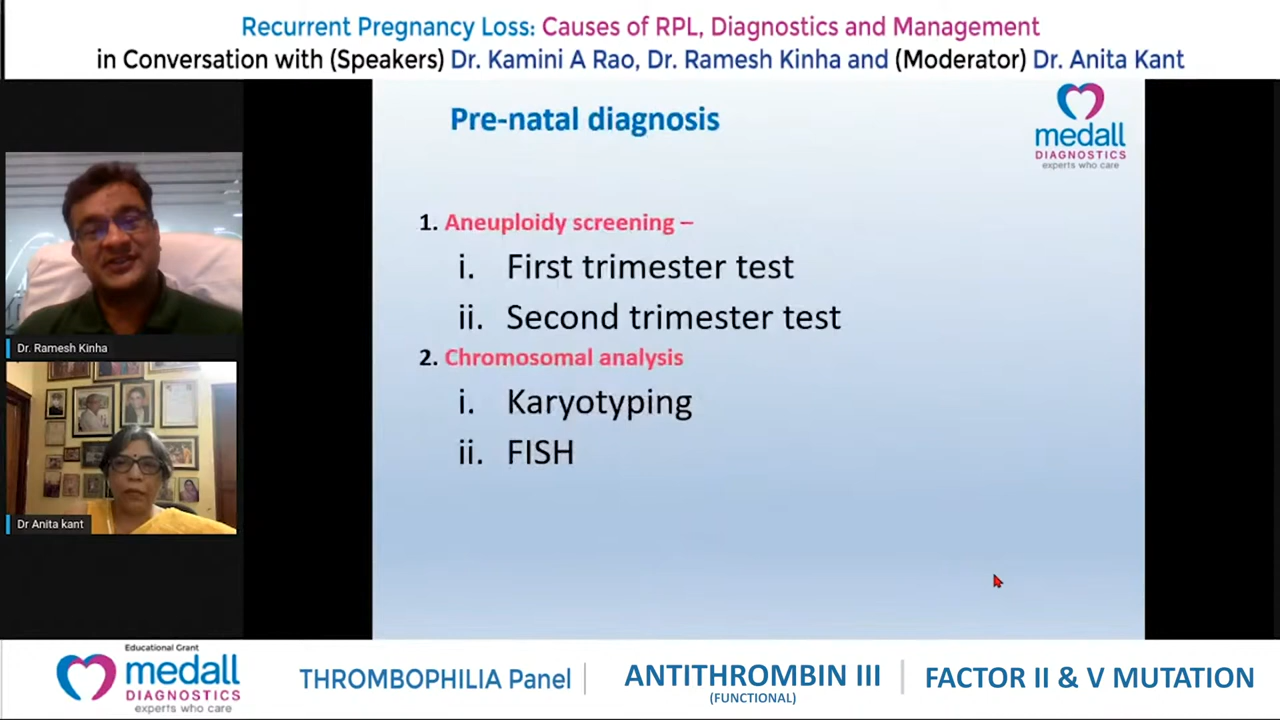 Recurrent Pregnancy Loss: Causes of RPL, Diagnostics and Management
in Conversation with (Speakers) Dr. Kamini A Rao, Dr. Ramesh Kinha and (Moderator) Dr. Anita Kant
Pre-natal diagnosis
medall
DIAGNOSTICS
experts who care
1. Aneuploidy screening –
i. First trimester test
ii. Second trimester test
2. Chromosomal analysis
i. Karyotyping
ii. FISH
Dr. Ramesh Kinha
Dr Anita kant
Educational Grant
medall
DIAGNOSTICS
experts who care
THROMBOPHILIA Panel
ANTITHROMBIN III
(FUNCTIONAL)
FACTOR II & V MUTATION